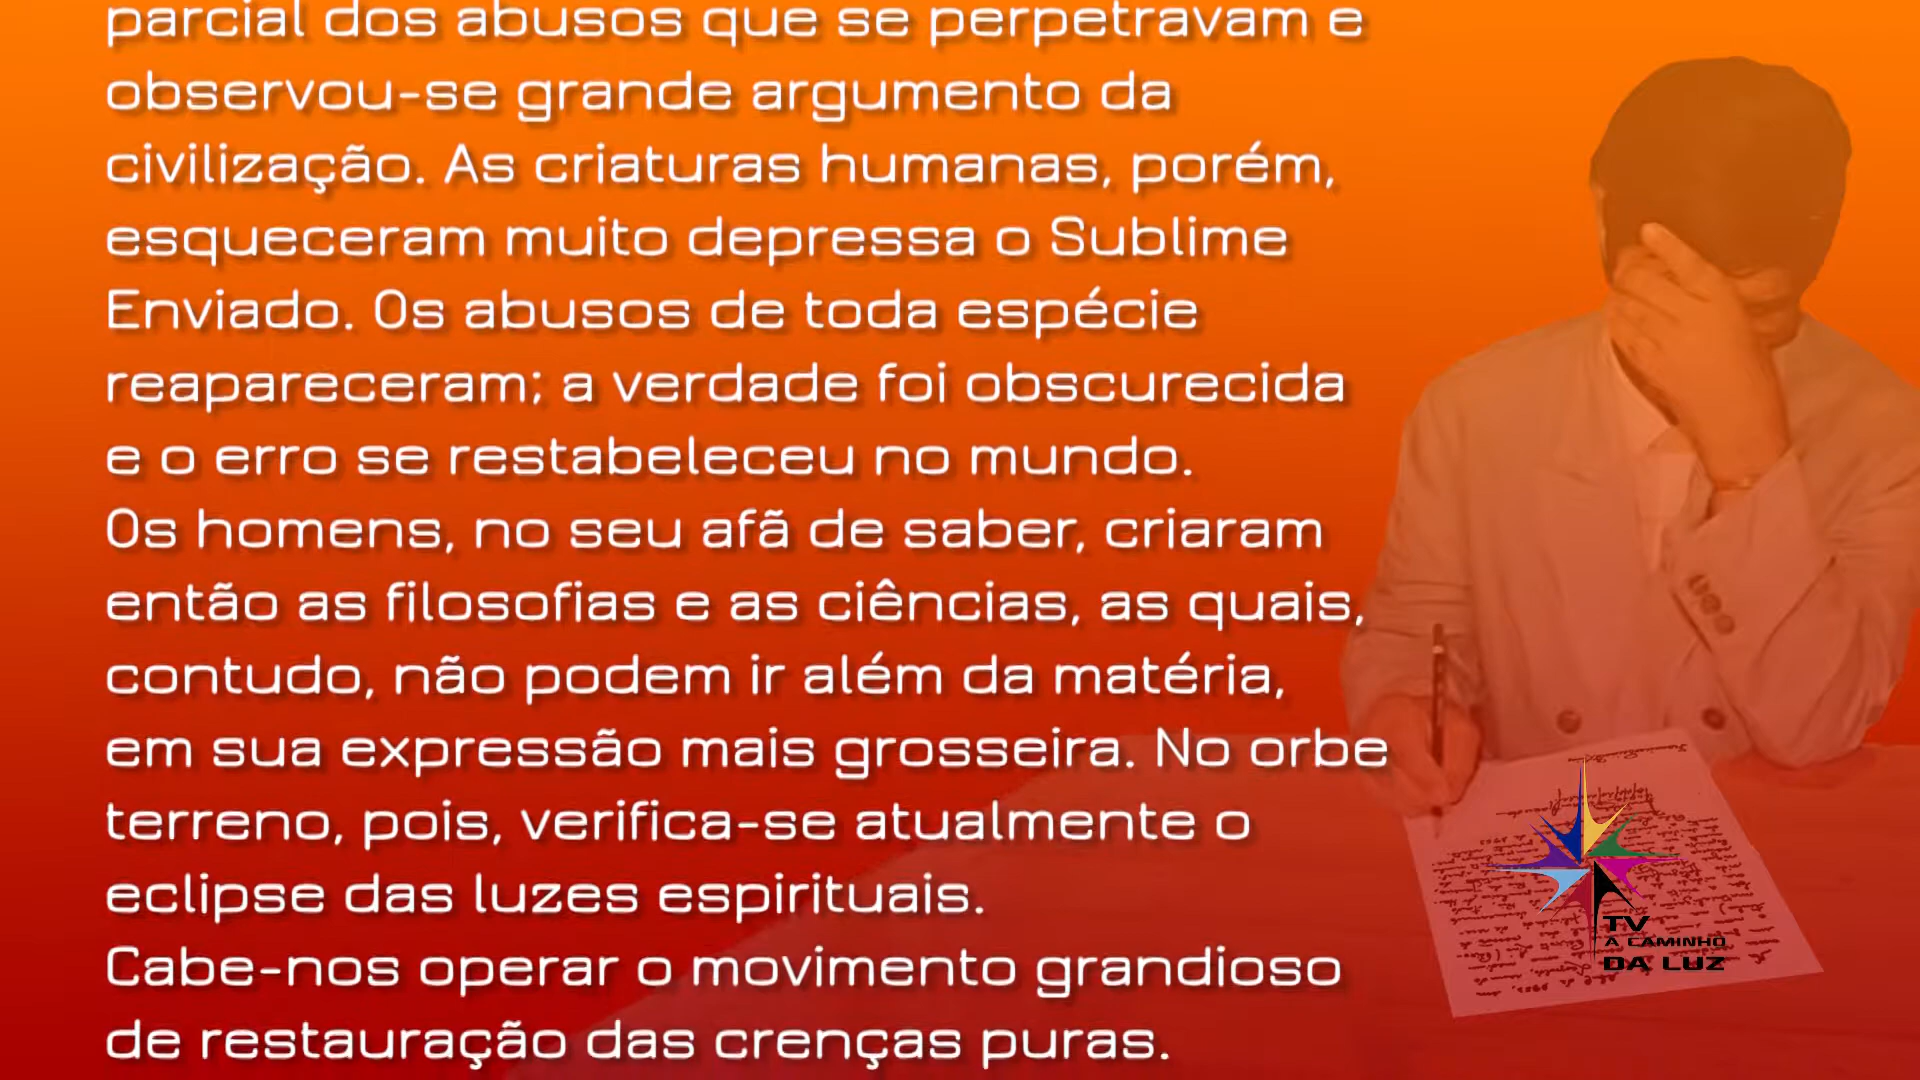 parcial dos abusos que se perpetravam e
observou-se grande argumento da
civilização. As criaturas humanas, porém,
esqueceram muito depressa o Sublime
Enviado. Os abusos de toda espécie
reapareceram; a verdade foi obscurecida
e o erro se restabeleceu no mundo.
Os homens, no seu afã de saber, criaram
então as filosofias e as ciências, as quais,
contudo, não podem ir além da matéria,
em sua expressão mais grosseira. No orbe
terreno, pois, verifica-se atualmente o
eclipse das luzes espirituais.
Cabe-nos operar o movimento grandioso
de restauração das crenças puras.
TV
A CAMINHO
DA LUZ